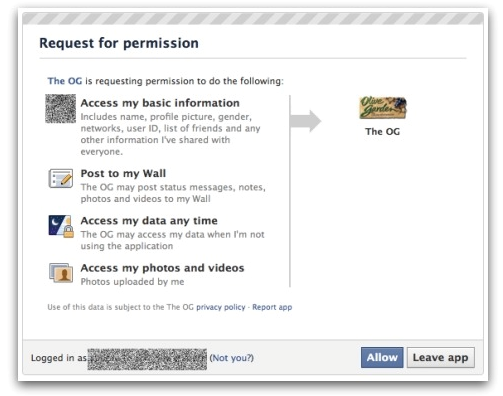 Request for permission
The OG is requesting permission to do the following:
Access my basic information
Includes name, profile picture, gender,
networks, user ID, list of friends and any
other information I've shared with
everyone.
Post to my Wall
The OG may post status messages, notes,
photos and videos to my Wall
Access my data any time
The OG may access my data when I'm not
using the application
Access my photos and videos
Photos uploaded by me
Olive
Garden
The OG
Use of this data is subject to the The OG privacy policy · Report app
Logged in as (Not you?)
Allow
Leave app